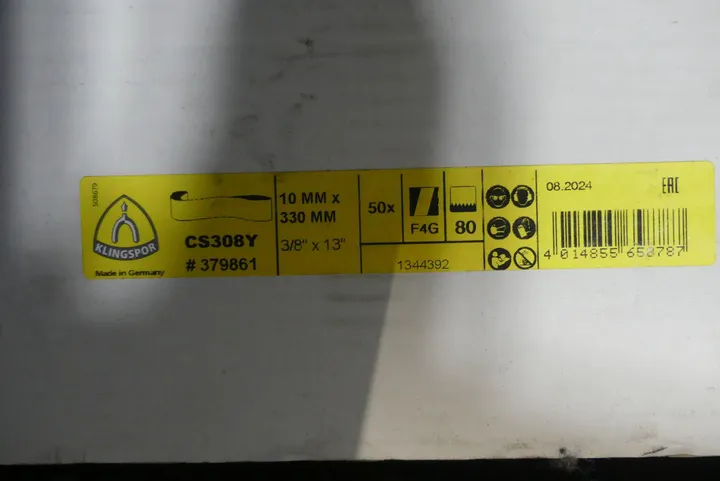 508679
KLINGSPOR
Made in Germany
CS308Y
# 379861
10 MM x
330 MM
3/8" x 13"
50x
F4G
80
1344392
08.2024
EAC
4 014855 650787